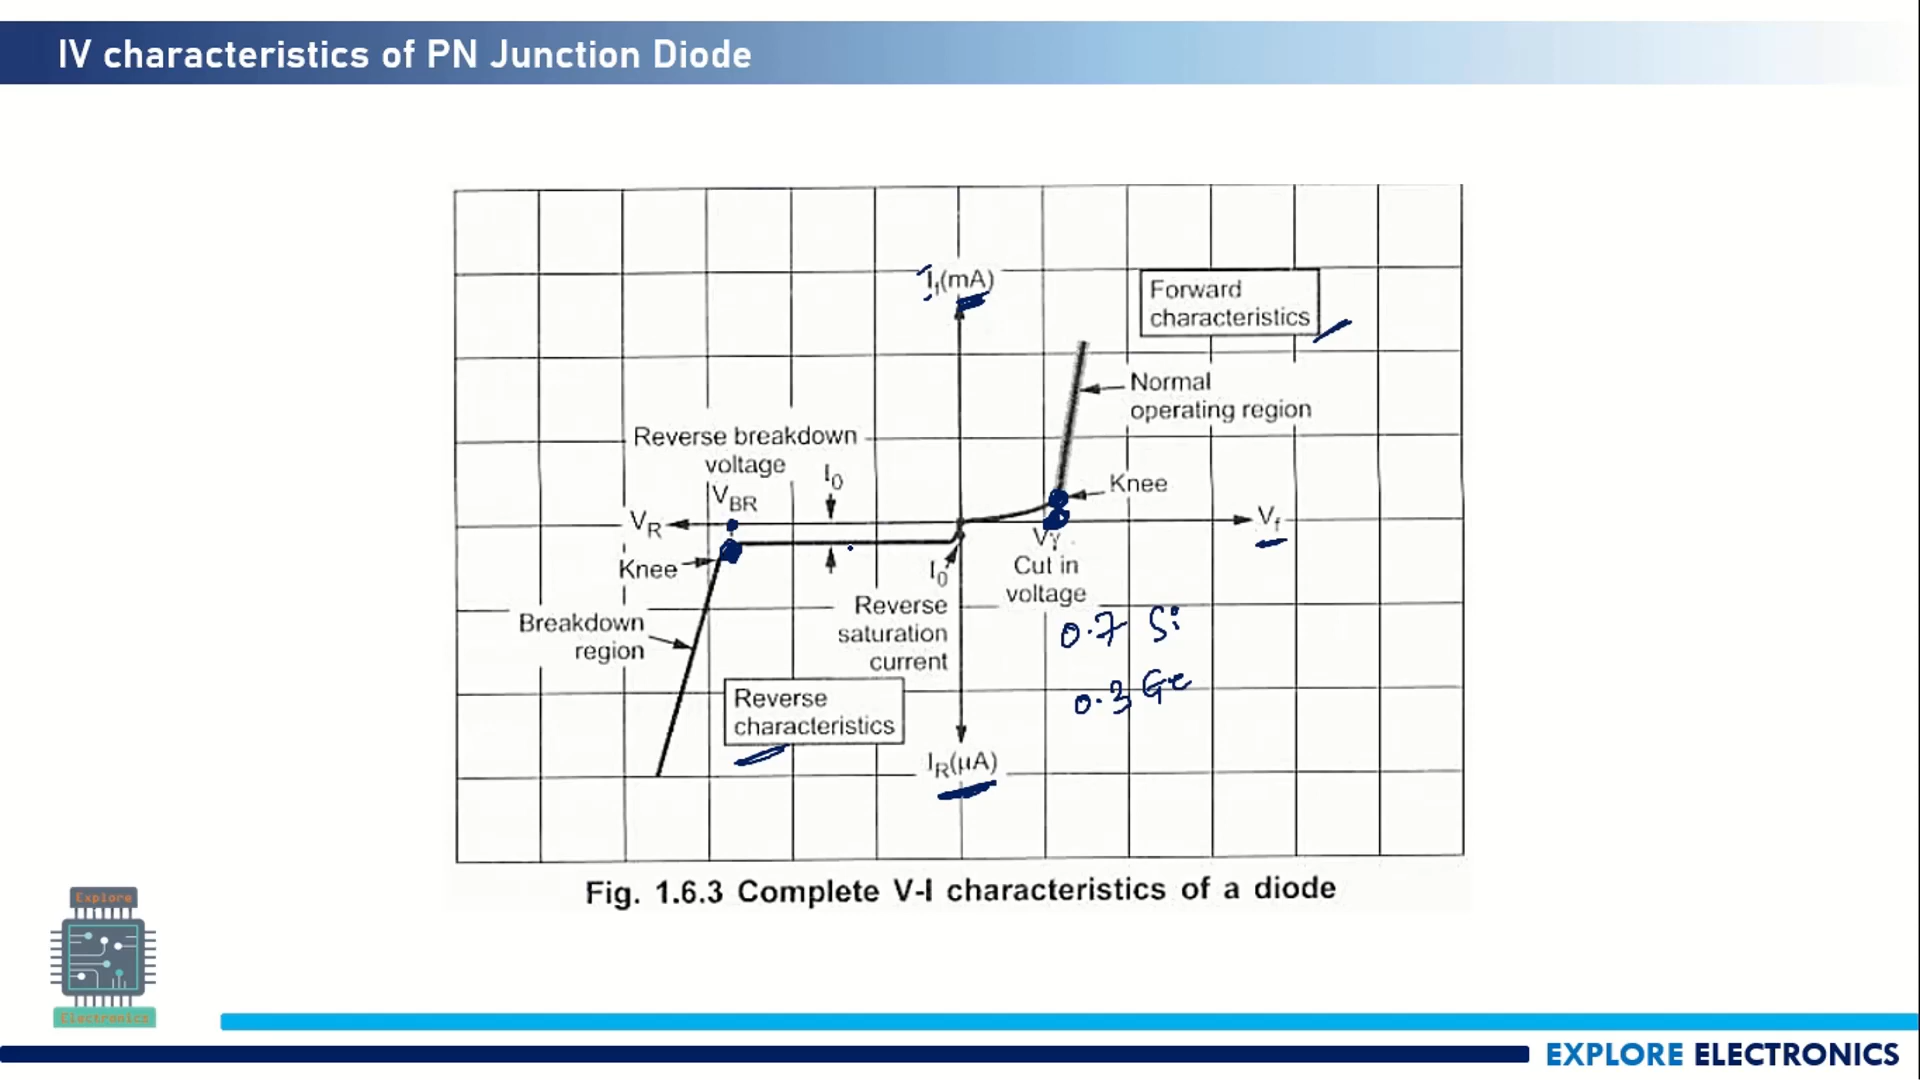 IV characteristics of PN Junction Diode
If(mA)
Forward
characteristics
Normal
operating region
Reverse breakdown
voltage
I0
VBR
Knee
VR
Vf
Vγ
Knee
I0
Cut in
voltage
Breakdown
region
Reverse
saturation
current
0.7 Si
0.3 Ge
Reverse
characteristics
IR(μA)
Fig. 1.6.3 Complete V-I characteristics of a diode
Explore
Electronics
EXPLORE ELECTRONICS